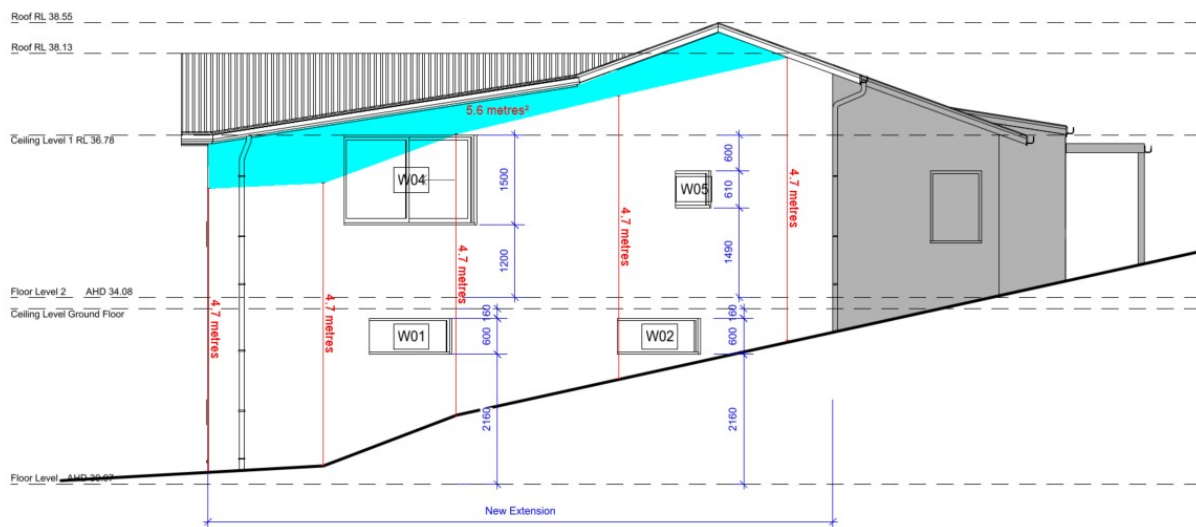 Roof RL 38.55
Roof RL 38.13
5.6 metres²
Ceiling Level 1 RL 36.78
600
W04
1500
W05
610
4.7 metres
4.7 metres
1200
1490
4.7 metres
Floor Level 2 AHD 34.08
4.7 metres
4.7 metres
Ceiling Level Ground Floor
160
160
W01
600
W02
600
2160
2160
Floor Level AHD
New Extension